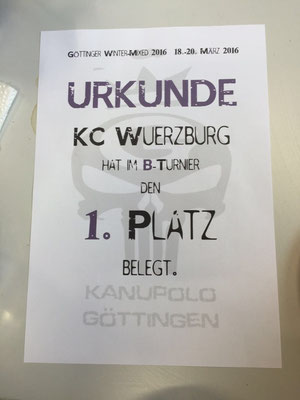 Göttinger Winter-Mixed 2016 18.-20. März 2016
Urkunde
KC Wuerzburg
hat im B-Turnier
den
1. Platz
belegt.
KANUPOLO
GÖTTINGEN